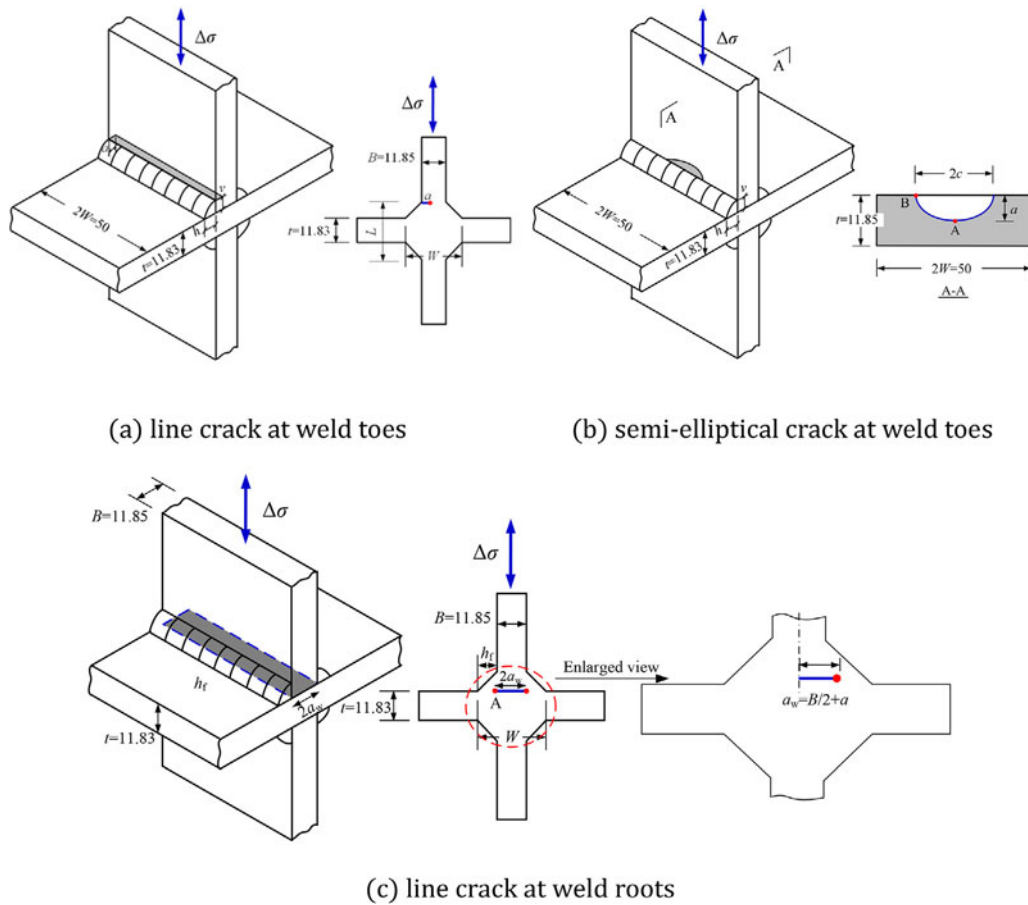 Δσ
2W=50
t=11.83
h
v
Δσ
B=11.85
a
t=11.83
L
W
(a) line crack at weld toes
Δσ
A
A
2W=50
t=11.83
h
v
2c
B
A
a
t=11.85
2W=50
A-A
(b) semi-elliptical crack at weld toes
B=11.85
Δσ
hf
2aw
t=11.83
Δσ
B=11.85
hf
2aw
A
t=11.83
W
Enlarged view
aw=B/2+a
(c) line crack at weld roots